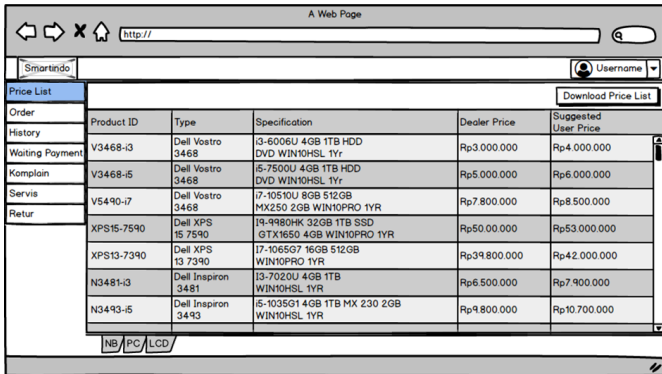 A Web Page
http://
Smartindo
Username
Price List
Download Price List
Order
History
Waiting Payment
Komplain
Servis
Retur
Product ID Type Specification Dealer Price Suggested User Price
V3468-i3 Dell Vostro 3468 i3-6006U 4GB 1TB HDD DVD WIN10HSL 1Yr Rp3.000.000 Rp4.000.000
V3468-i5 Dell Vostro 3468 i5-7500U 4GB 1TB HDD DVD WIN10HSL 1Yr Rp5.000.000 Rp6.000.000
V5490-i7 Dell Vostro 3468 i7-10510U 8GB 512GB MX250 2GB WIN10PRO 1YR Rp7.800.000 Rp8.500.000
XPS15-7590 Dell XPS 15 7590 I9-9980HK 32GB 1TB SSD GTX1650 4GB WIN10PRO 1YR Rp50.00.000 Rp53.000.000
XPS13-7390 Dell XPS 13 7390 I7-1065G7 16GB 512GB WIN10PRO 1YR Rp39.800.000 Rp42.000.000
N3481-i3 Dell Inspiron 3481 I3-7020U 4GB 1TB WIN10HSL 1YR Rp6.500.000 Rp7.900.000
N3493-i5 Dell Inspiron 3493 i5-1035G1 4GB 1TB MX 230 2GB WIN10HSL 1YR Rp9.800.000 Rp10.700.000
NB PC LCD